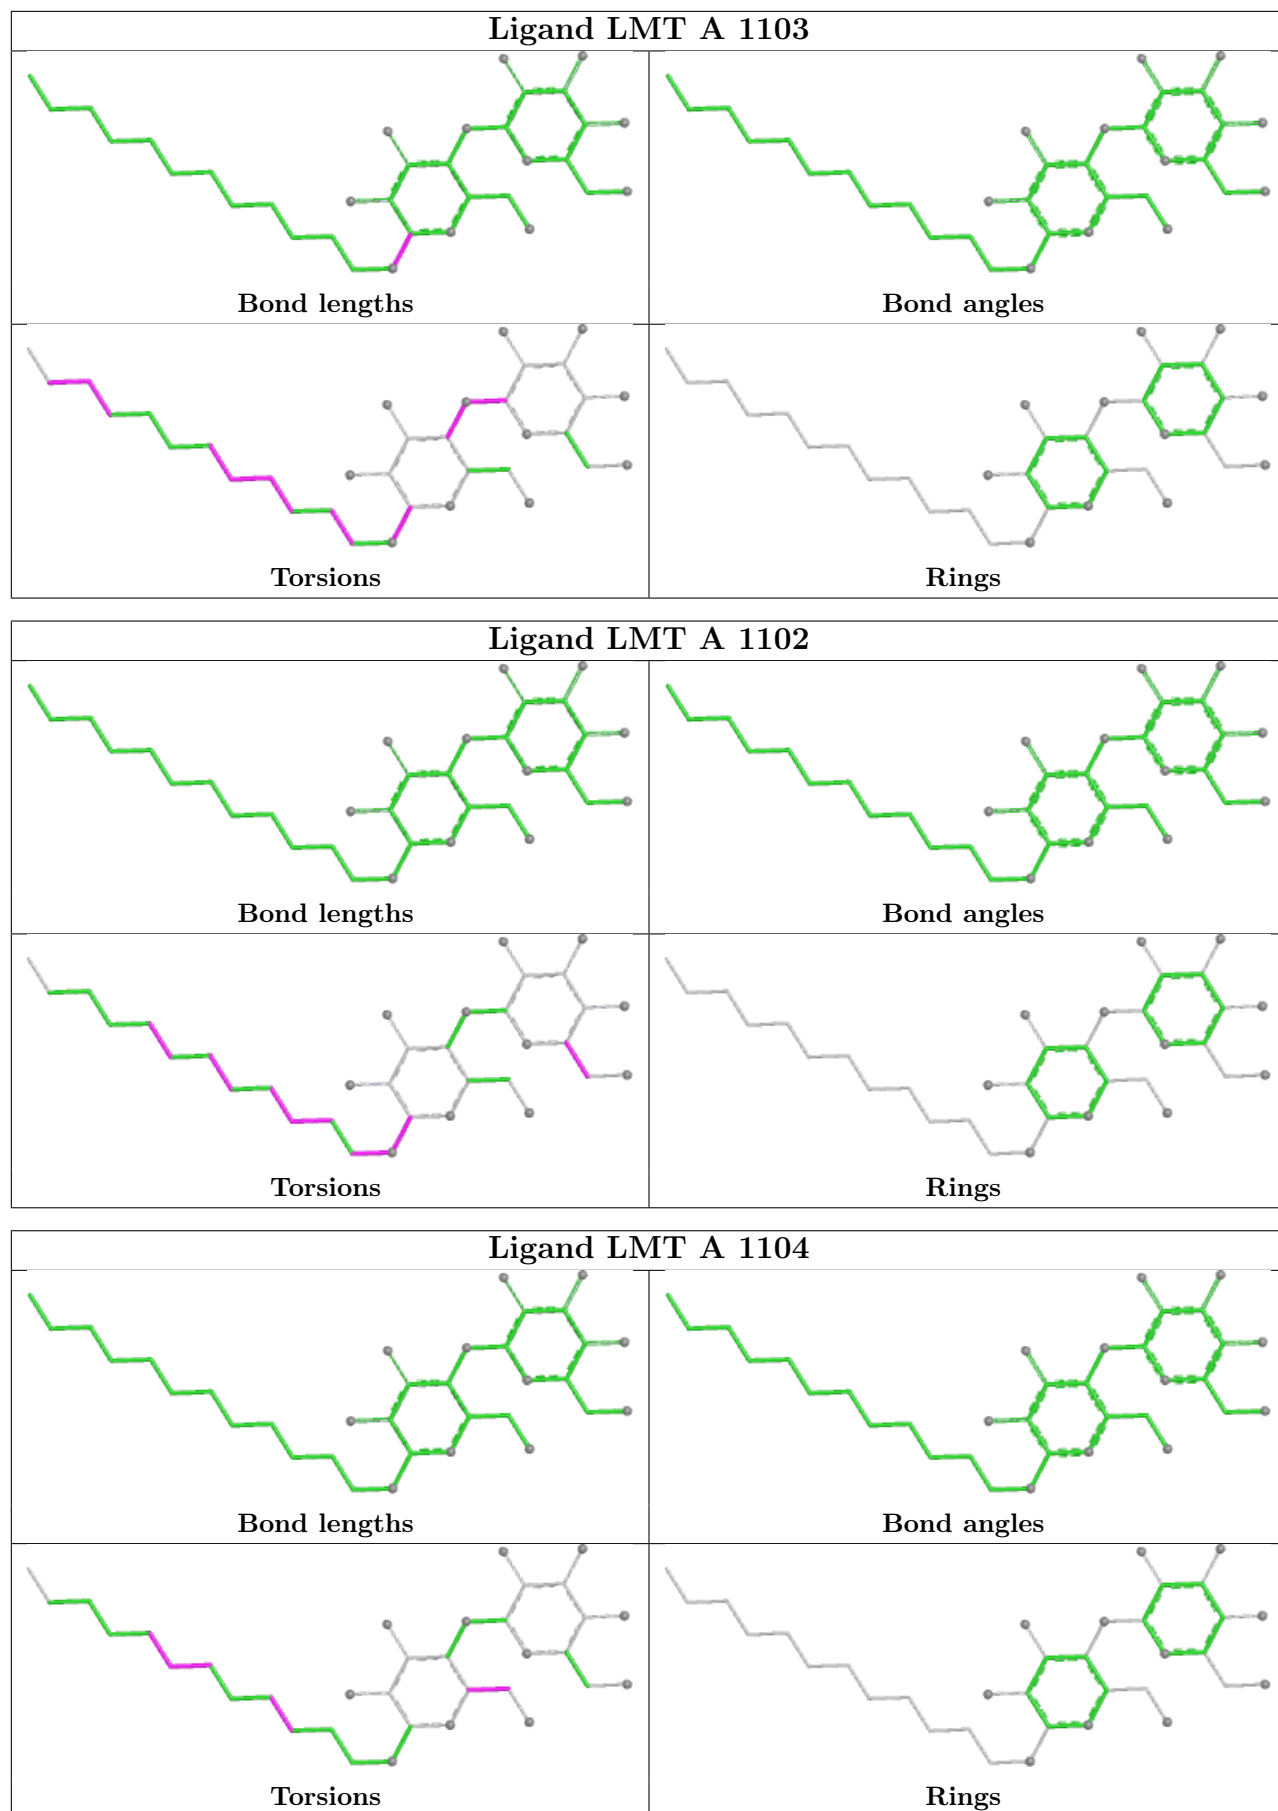 Ligand LMT A 1103
Bond lengths
Bond angles
Torsions
Rings
Ligand LMT A 1102
Bond lengths
Bond angles
Torsions
Rings
Ligand LMT A 1104
Bond lengths
Bond angles
Torsions
Rings